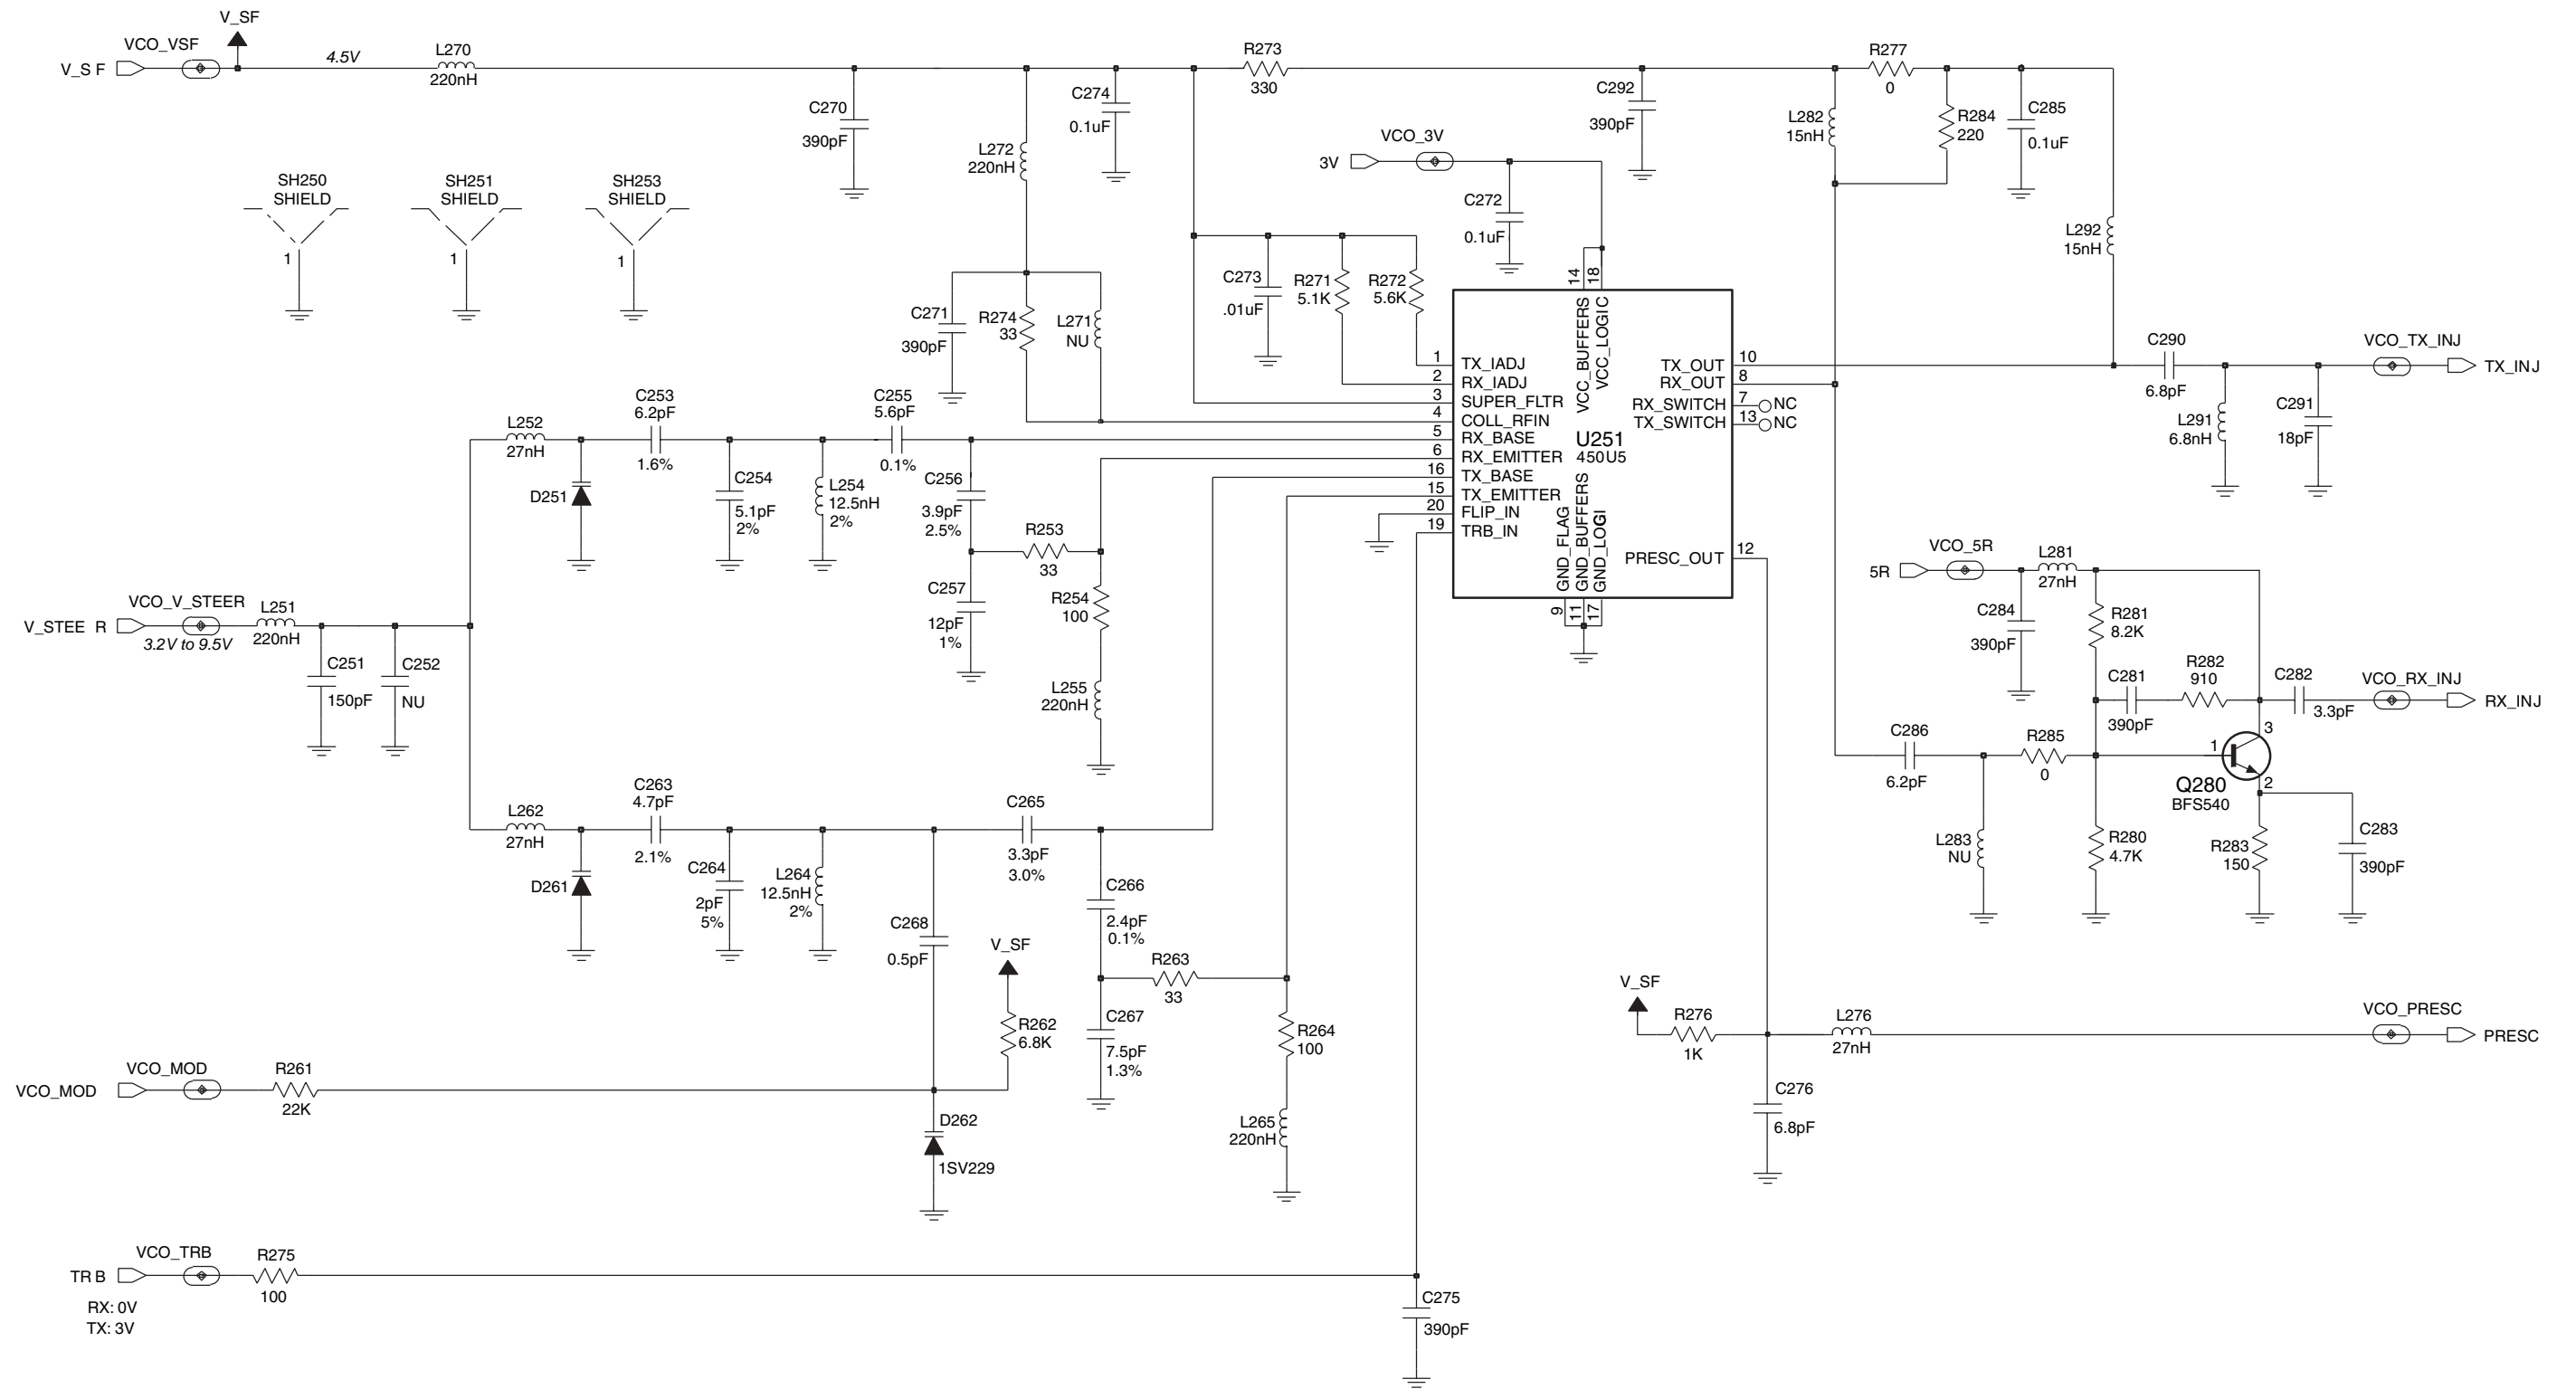 V_SF
VCO_VSF
V_S F
4.5V
L270
220nH
C270
390pF
L272
220nH
C274
0.1uF
R273
330
C292
390pF
VCO_3V
3V
C272
0.1uF
L282
15nH
R277
0
R284
220
C285
0.1uF
L292
15nH
SH250
SHIELD
1
SH251
SHIELD
1
SH253
SHIELD
1
C271
390pF
R274
33
L271
NU
C273
.01uF
R271
5.1K
R272
5.6K
14
18
VCC_BUFFERS
VCC_LOGIC
1 TX_IADJ
2 RX_IADJ
3 SUPER_FLTR
4 COLL_RFIN
5 RX_BASE
6 RX_EMITTER
16 TX_BASE
15 TX_EMITTER
20 FLIP_IN
19 TRB_IN
TX_OUT 10
RX_OUT 8
RX_SWITCH 7 NC
TX_SWITCH 13 NC
U251
450U5
PRESC_OUT 12
GND_FLAG
GND_BUFFERS
GND_LOGI
9
11
17
C290
6.8pF
L291
6.8nH
C291
18pF
VCO_TX_INJ
TX_INJ
L252
27nH
D251
C253
6.2pF
1.6%
C254
5.1pF
2%
L254
12.5nH
2%
C255
5.6pF
0.1%
C256
3.9pF
2.5%
R253
33
C257
12pF
1%
R254
100
L255
220nH
VCO_V_STEER
V_STEE R
3.2V to 9.5V
L251
220nH
C251
150pF
C252
NU
VCO_5R
5R
L281
27nH
C284
390pF
R281
8.2K
C281
390pF
R282
910
C282
3.3pF
VCO_RX_INJ
RX_INJ
C286
6.2pF
R285
0
1
3
2
Q280
BFS540
L283
NU
R280
4.7K
R283
150
C283
390pF
L262
27nH
D261
C263
4.7pF
2.1%
C264
2pF
5%
L264
12.5nH
2%
C268
0.5pF
C265
3.3pF
3.0%
C266
2.4pF
0.1%
V_SF
R262
6.8K
R263
33
C267
7.5pF
1.3%
R264
100
L265
220nH
VCO_MOD
VCO_MOD
R261
22K
D262
1SV229
V_SF
R276
1K
L276
27nH
C276
6.8pF
VCO_PRESC
PRESC
VCO_TRB
TR B
R275
100
RX: 0V
TX: 3V
C275
390pF